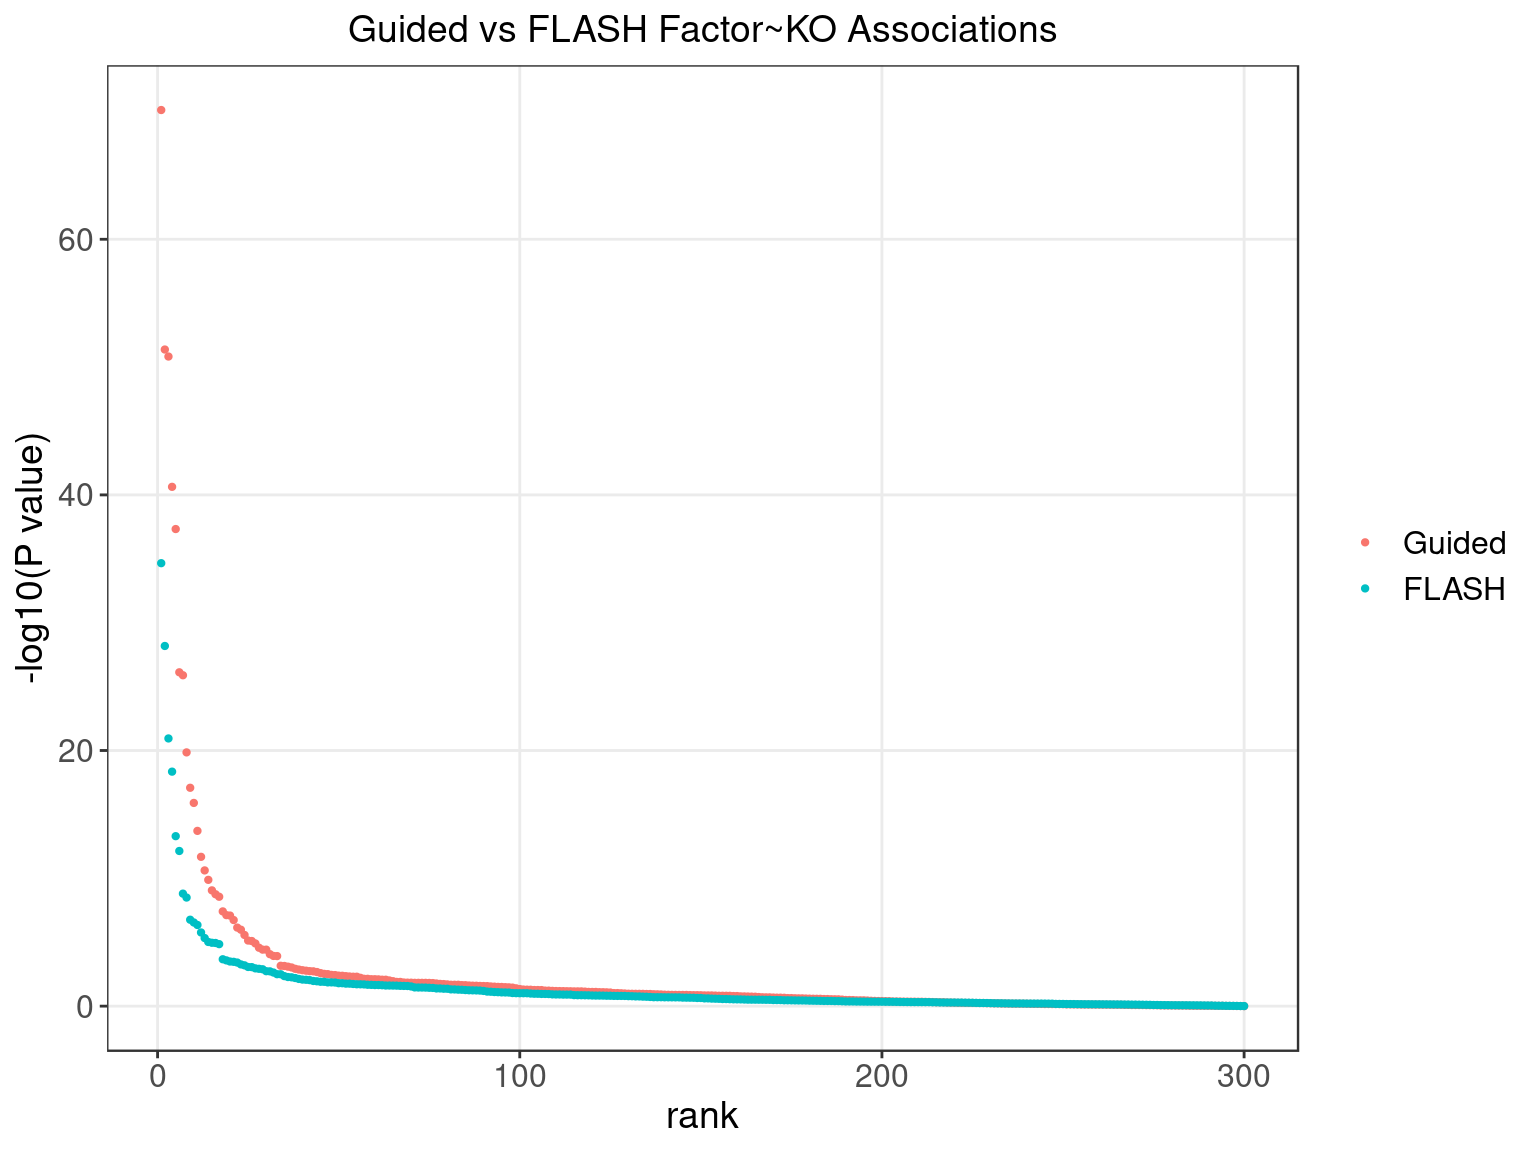 Guided vs FLASH Factor~KO Associations
-log10(P value)
60
40
20
0
0 100 200 300
rank
Guided
FLASH